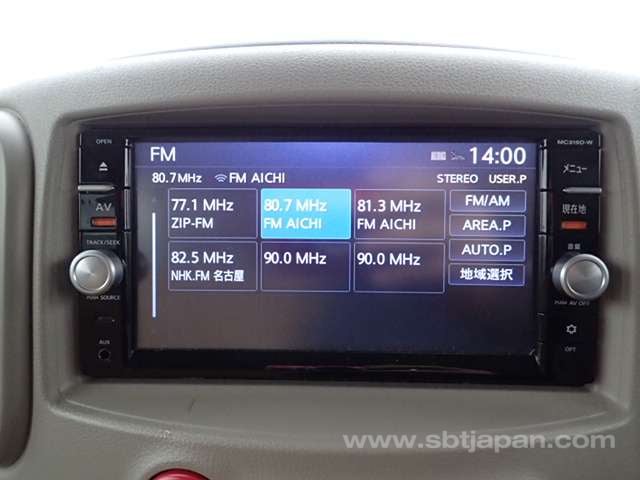 OPEN
MC315D-W
FM
14:00
メニュー
80.7 MHz FM AICHI
STEREO USER.P
AV
77.1 MHz
ZIP-FM
80.7 MHz
FM AICHI
81.3 MHz
FM AICHI
FM/AM
AREA.P
現在地
TRACK/SEEK
82.5 MHz
NHK.FM 名古屋
90.0 MHz
90.0 MHz
AUTO.P
地域選択
音量
PUSH SOURCE
PUSH AV OFF
AUX
OPT
www.sbtjapan.com